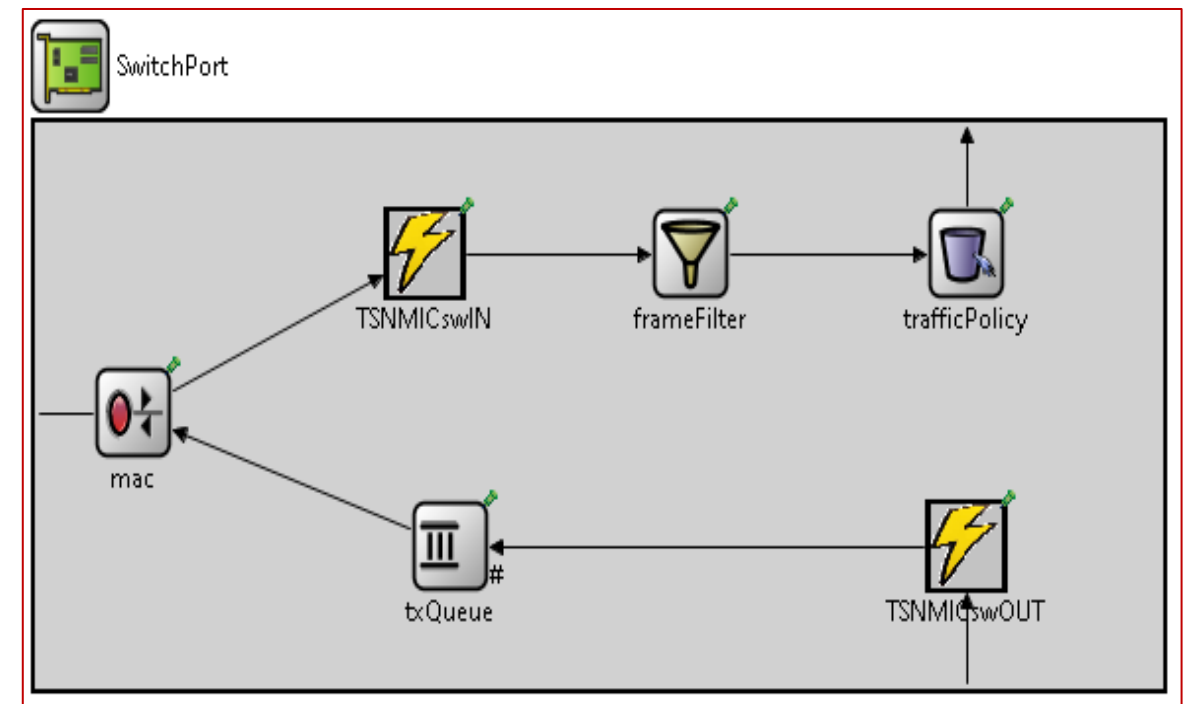 SwitchPort
TSNMICswIN
frameFilter
trafficPolicy
mac
#
txQueue
TSNMICswOUT